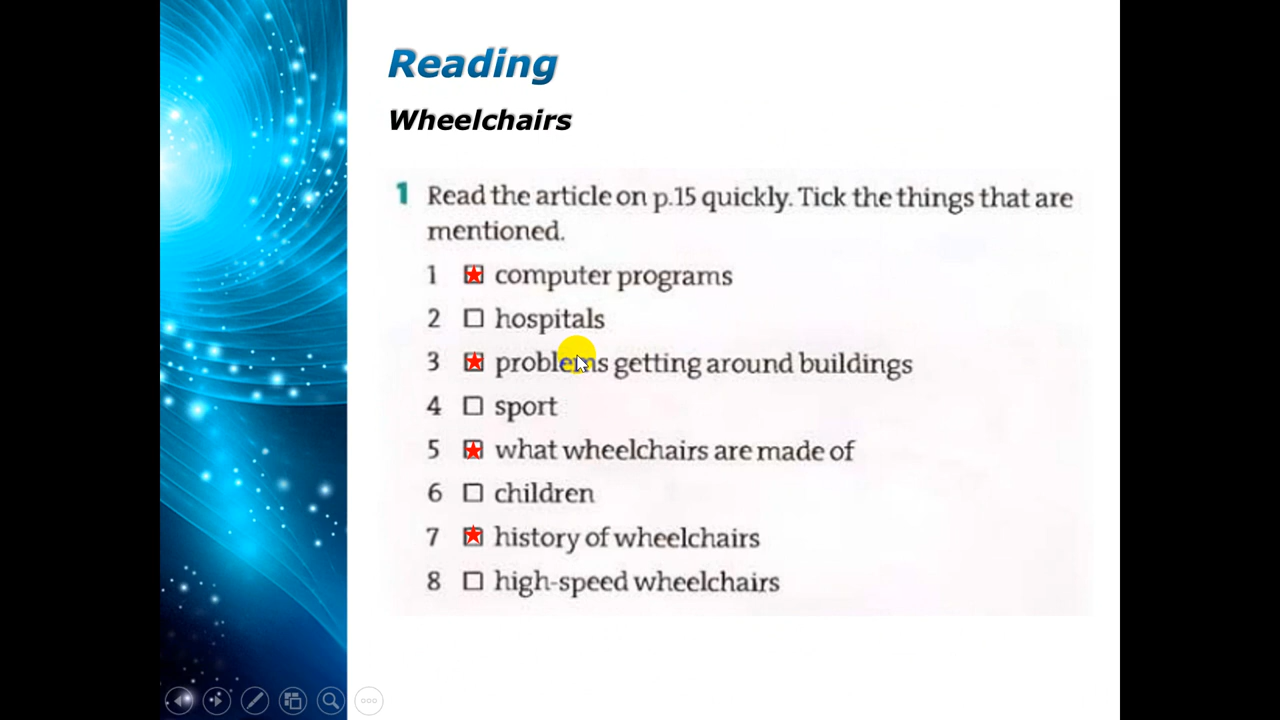 Reading
Wheelchairs
1 Read the article on p.15 quickly. Tick the things that are
mentioned.
1 computer programs
2 hospitals
3 problems getting around buildings
4 sport
5 what wheelchairs are made of
6 children
7 history of wheelchairs
8 high-speed wheelchairs